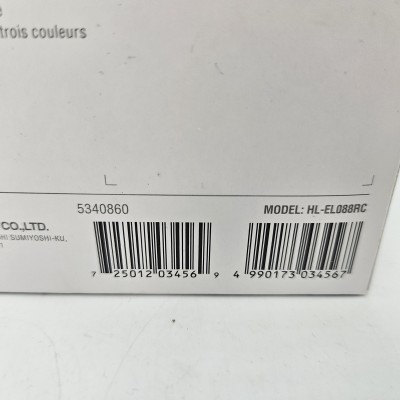 trois couleurs
5340860
MODEL: HL-EL088RC
CO.,LTD.
SUMIYOSHI-KU,
7 25012 03456 9
4 990173 034567